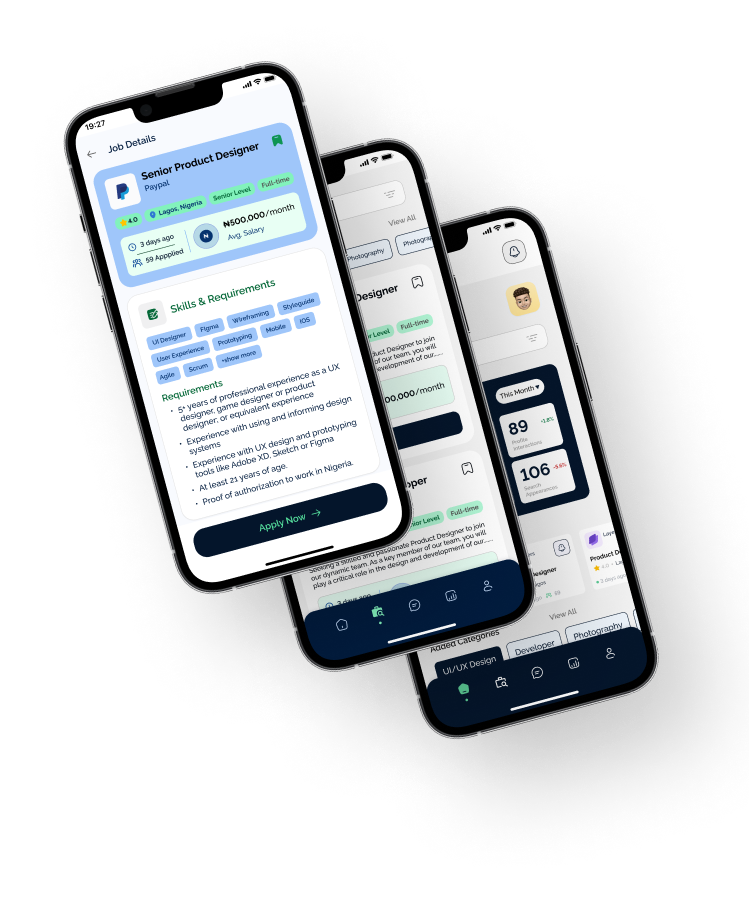 19:27
Job Details
Senior Product Designer
Paypal
4.0
Lagos, Nigeria
Senior Level
Full-time
3 days ago
59 Appplied
₦500,000/month
Avg. Salary
Skills & Requirements
UI Designer
Figma
Wireframing
Styleguide
User Experience
Prototyping
Mobile
IOS
Agile
Scrum
+show more
Requirements
• 5+ years of professional experience as a UX
designer, game designer or product
designer, or equivalent experience
• Experience with using and informing design
systems
• Experience with UX design and prototyping
tools like Adobe XD, Sketch or Figma
• At least 21 years of age.
• Proof of authorization to work in Nigeria.
Apply Now →
View All
Photography
Designer
Full-time
Product Designer to join
of our team, you will
development of our.....
00,000/month
Level
Full-time
Seeking a skilled and passionate Product Designer to join
our dynamic team. As a key member of our team, you will
play a critical role in the design and development of our.....
3 days ago
This Month ▾
89
+1.8%
Profile
Interactions
106
Search
Appearances
Product
4.0
View All
Added Categories
UI/UX Design
Developer
Photography